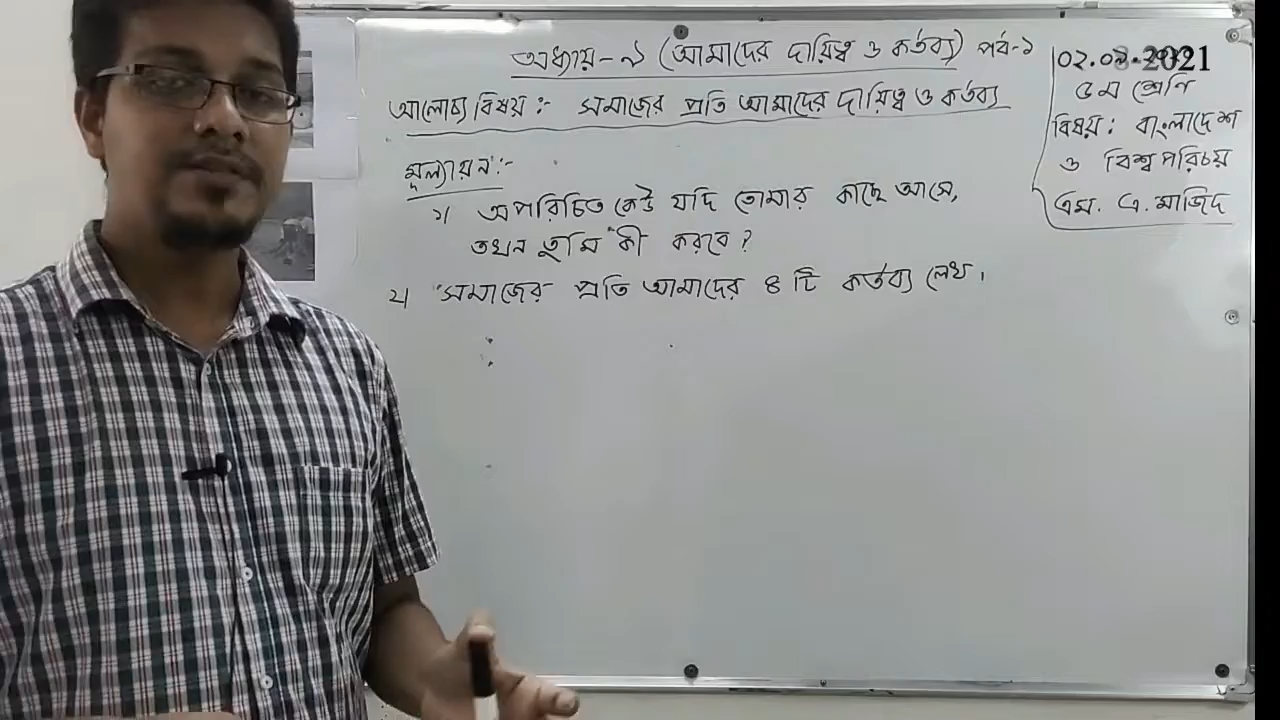 অধ্যায়-৯ (আমাদের দায়িত্ব ও কর্তব্য) পর্ব-১
আলোচ্য বিষয়ঃ- সমাজের প্রতি আমাদের দায়িত্ব ও কর্তব্য
মূল্যায়নঃ-
১। অপরিচিত কেউ যদি তোমার কাছে আসে,
তখন তুমি কী করবে?
২। সমাজের প্রতি আমাদের ৪ টি কর্তব্য লেখ।
2021
৫ম শ্রেণি
বিষয়: বাংলাদেশ
ও বিশ্বপরিচয়
এম. এ. মাজিদ